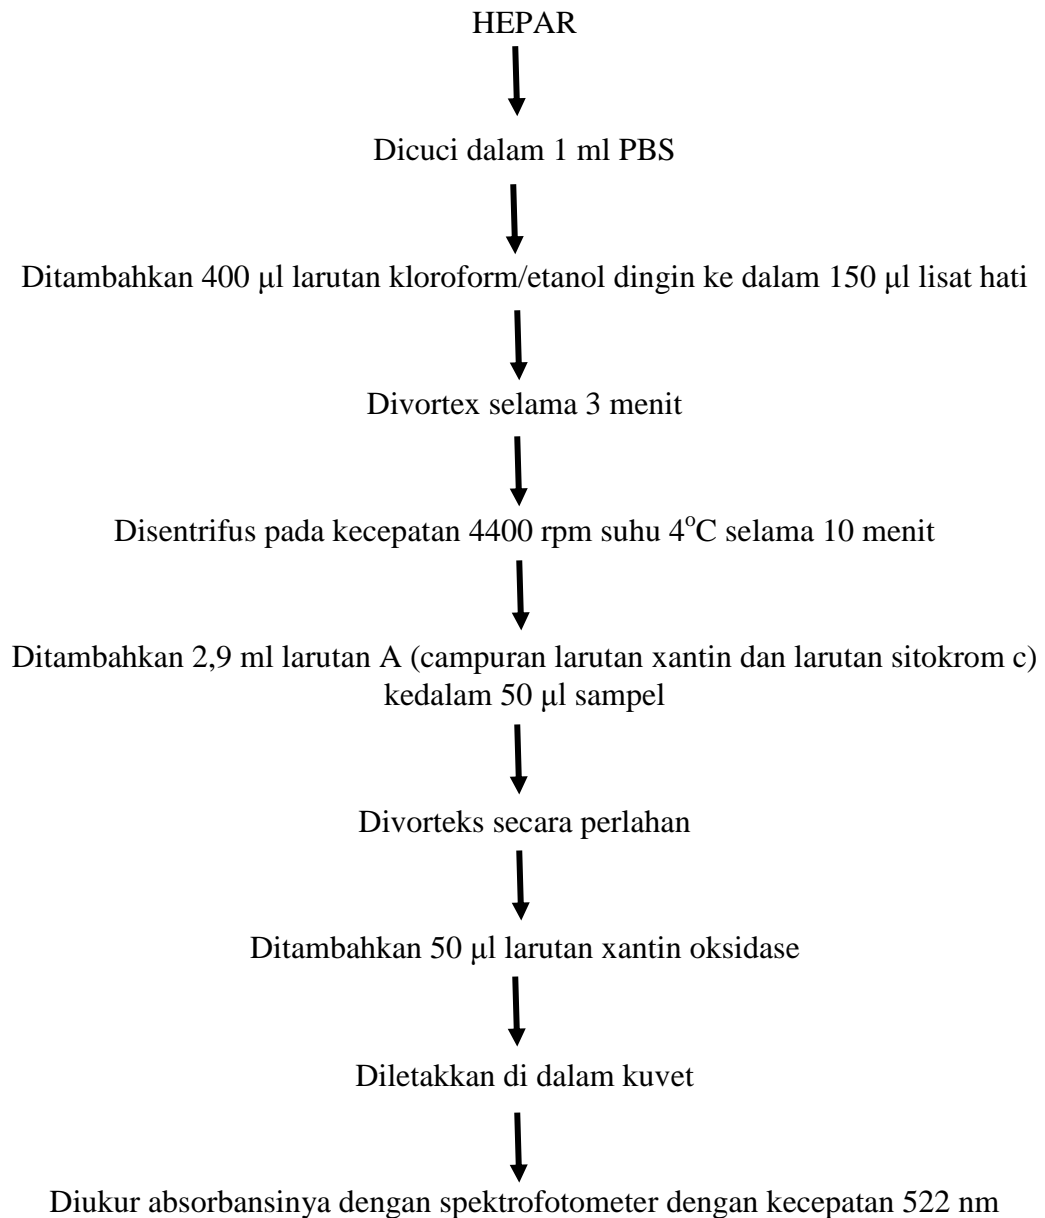 HEPAR
Dicuci dalam 1 ml PBS
Ditambahkan 400 μl larutan kloroform/etanol dingin ke dalam 150 μl lisat hati
Divortex selama 3 menit
Disentrifus pada kecepatan 4400 rpm suhu 4°C selama 10 menit
Ditambahkan 2,9 ml larutan A (campuran larutan xantin dan larutan sitokrom c)
kedalam 50 μl sampel
Divorteks secara perlahan
Ditambahkan 50 μl larutan xantin oksidase
Diletakkan di dalam kuvet
Diukur absorbansinya dengan spektrofotometer dengan kecepatan 522 nm